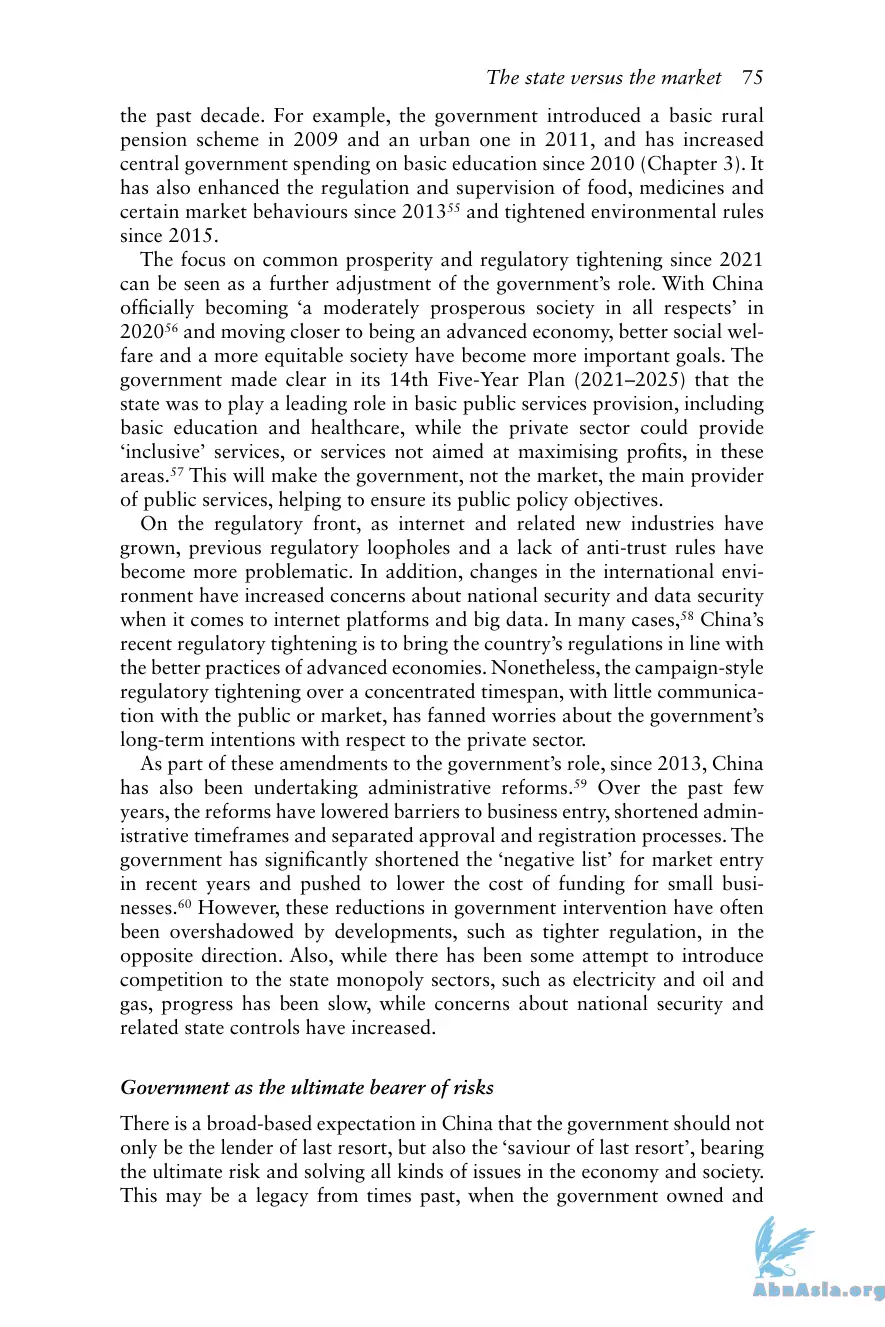 The state versus the market 75
the past decade. For example, the government introduced a basic rural
pension scheme in 2009 and an urban one in 2011, and has increased
central government spending on basic education since 2010 (Chapter 3). It
has also enhanced the regulation and supervision of food, medicines and
certain market behaviours since 2013⁵⁵ and tightened environmental rules
since 2015.
The focus on common prosperity and regulatory tightening since 2021
can be seen as a further adjustment of the government’s role. With China
officially becoming ‘a moderately prosperous society in all respects’ in
2020⁵⁶ and moving closer to being an advanced economy, better social wel-
fare and a more equitable society have become more important goals. The
government made clear in its 14th Five-Year Plan (2021–2025) that the
state was to play a leading role in basic public services provision, including
basic education and healthcare, while the private sector could provide
‘inclusive’ services, or services not aimed at maximising profits, in these
areas.⁵⁷ This will make the government, not the market, the main provider
of public services, helping to ensure its public policy objectives.
On the regulatory front, as internet and related new industries have
grown, previous regulatory loopholes and a lack of anti-trust rules have
become more problematic. In addition, changes in the international envi-
ronment have increased concerns about national security and data security
when it comes to internet platforms and big data. In many cases,⁵⁸ China’s
recent regulatory tightening is to bring the country’s regulations in line with
the better practices of advanced economies. Nonetheless, the campaign-style
regulatory tightening over a concentrated timespan, with little communica-
tion with the public or market, has fanned worries about the government’s
long-term intentions with respect to the private sector.
As part of these amendments to the government’s role, since 2013, China
has also been undertaking administrative reforms.⁵⁹ Over the past few
years, the reforms have lowered barriers to business entry, shortened admin-
istrative timeframes and separated approval and registration processes. The
government has significantly shortened the ‘negative list’ for market entry
in recent years and pushed to lower the cost of funding for small busi-
nesses.⁶⁰ However, these reductions in government intervention have often
been overshadowed by developments, such as tighter regulation, in the
opposite direction. Also, while there has been some attempt to introduce
competition to the state monopoly sectors, such as electricity and oil and
gas, progress has been slow, while concerns about national security and
related state controls have increased.
Government as the ultimate bearer of risks
There is a broad-based expectation in China that the government should not
only be the lender of last resort, but also the ‘saviour of last resort’, bearing
the ultimate risk and solving all kinds of issues in the economy and society.
This may be a legacy from times past, when the government owned and
AbnAsia.org